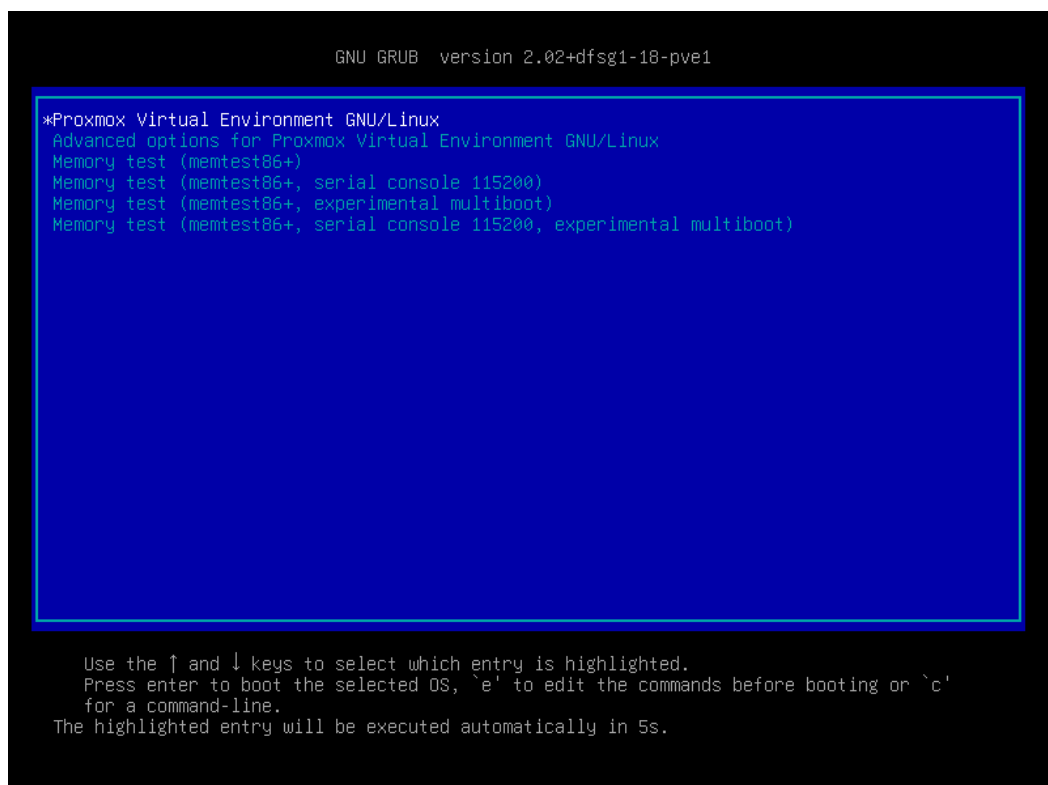 GNU GRUB  version 2.02+dfsg1-18-pve1
*Proxmox Virtual Environment GNU/Linux
Advanced options for Proxmox Virtual Environment GNU/Linux
Memory test (memtest86+)
Memory test (memtest86+, serial console 115200)
Memory test (memtest86+, experimental multiboot)
Memory test (memtest86+, serial console 115200, experimental multiboot)
Use the ↑ and ↓ keys to select which entry is highlighted.
Press enter to boot the selected OS, `e' to edit the commands before booting or `c'
for a command-line.
The highlighted entry will be executed automatically in 5s.